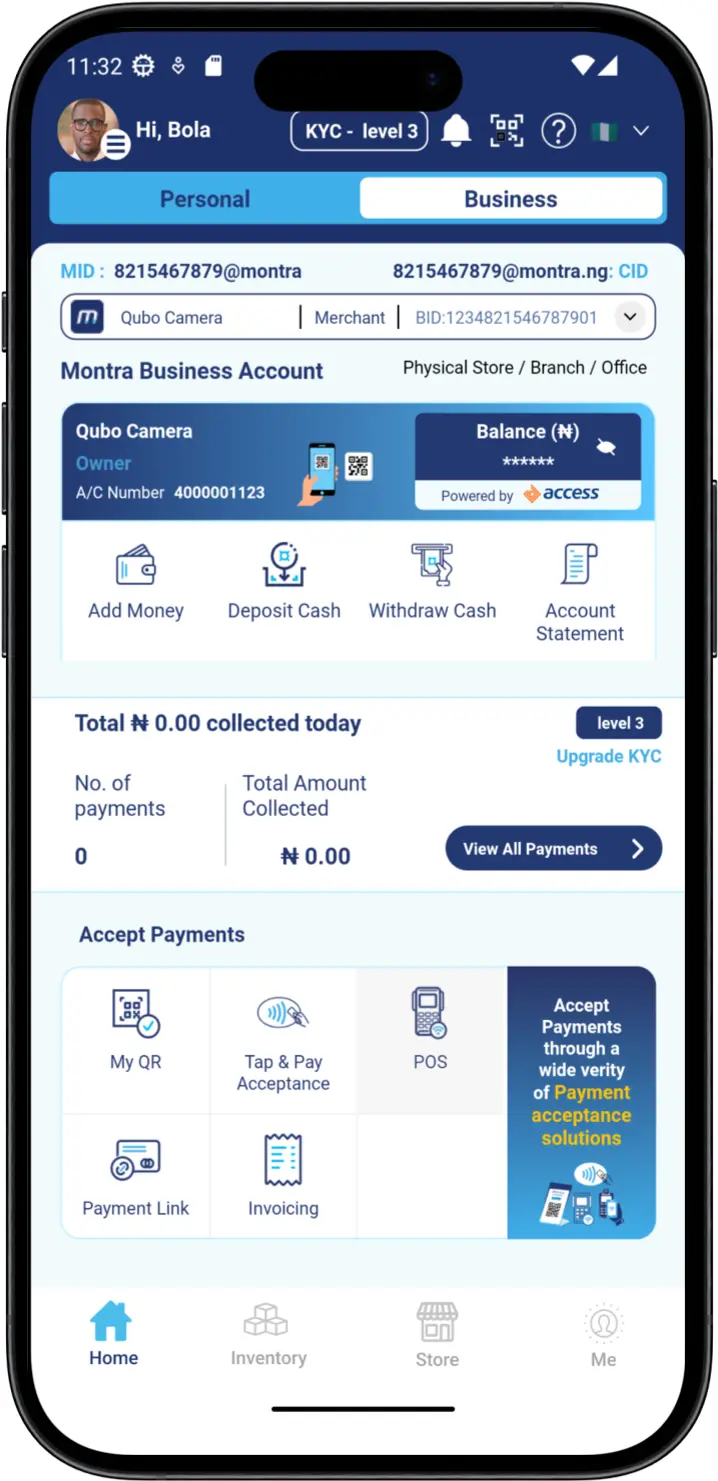 11:32
Hi, Bola
KYC - level 3
Personal Business
MID : 8215467879@montra 8215467879@montra.ng: CID
m Qubo Camera | Merchant | BID:1234821546787901
Montra Business Account Physical Store / Branch / Office
Qubo Camera
Owner
A/C Number 4000001123
Balance (₦)
******
Powered by access
Add Money
Deposit Cash
Withdraw Cash
Account
Statement
Total ₦ 0.00 collected today
level 3
Upgrade KYC
No. of
payments
0
Total Amount
Collected
₦ 0.00
View All Payments
Accept Payments
My QR
Tap & Pay
Acceptance
POS
Payment Link
Invoicing
Accept
Payments
through a
wide verity
of Payment
acceptance
solutions
Home
Inventory
Store
Me